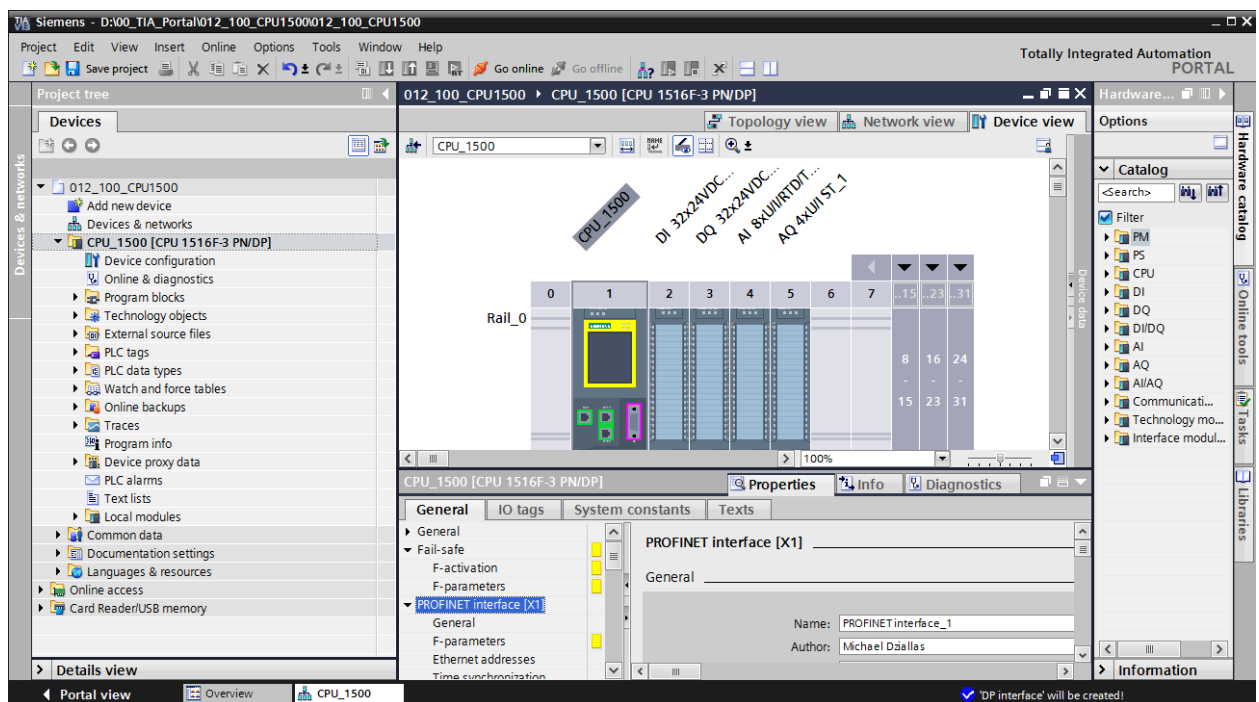 Siemens - D:\00_TIA_Portal\012_100_CPU1500\012_100_CPU1500
Project Edit View Insert Online Options Tools Window Help
Totally Integrated Automation
PORTAL
Save project Go online Go offline
Project tree
012_100_CPU1500 CPU_1500 [CPU 1516F-3 PN/DP]
Hardware...
Devices
Topology view Network view Device view
Options
CPU_1500
Devices & networks
012_100_CPU1500
Add new device
Devices & networks
CPU_1500 [CPU 1516F-3 PN/DP]
Device configuration
Online & diagnostics
Program blocks
Technology objects
External source files
PLC tags
PLC data types
Watch and force tables
Online backups
Traces
Program info
Device proxy data
PLC alarms
Text lists
Local modules
Common data
Documentation settings
Languages & resources
Online access
Card Reader/USB memory
Details view
CPU_1500
DI 32x24VDC...
DQ 32x24VDC...
AI 8xU/I/RTD/T...
AQ 4xU/I ST_1
0 1 2 3 4 5 6 7 ..15 ..23 ..31
Rail_0
SIEMENS
8 16 24
- - -
15 23 31
100%
Device data
CPU_1500 [CPU 1516F-3 PN/DP]
Properties Info Diagnostics
General IO tags System constants Texts
General
Fail-safe
F-activation
F-parameters
PROFINET interface [X1]
General
F-parameters
Ethernet addresses
Time synchronization
PROFINET interface [X1]
General
Name: PROFINET interface_1
Author: Michael Dziallas
Catalog
<Search>
Filter
PM
PS
CPU
DI
DQ
DI/DQ
AI
AQ
AI/AQ
Communicati...
Technology mo...
Interface modul...
Information
Hardware catalog
Online tools
Tasks
Libraries
Portal view Overview CPU_1500 'DP interface' will be created!